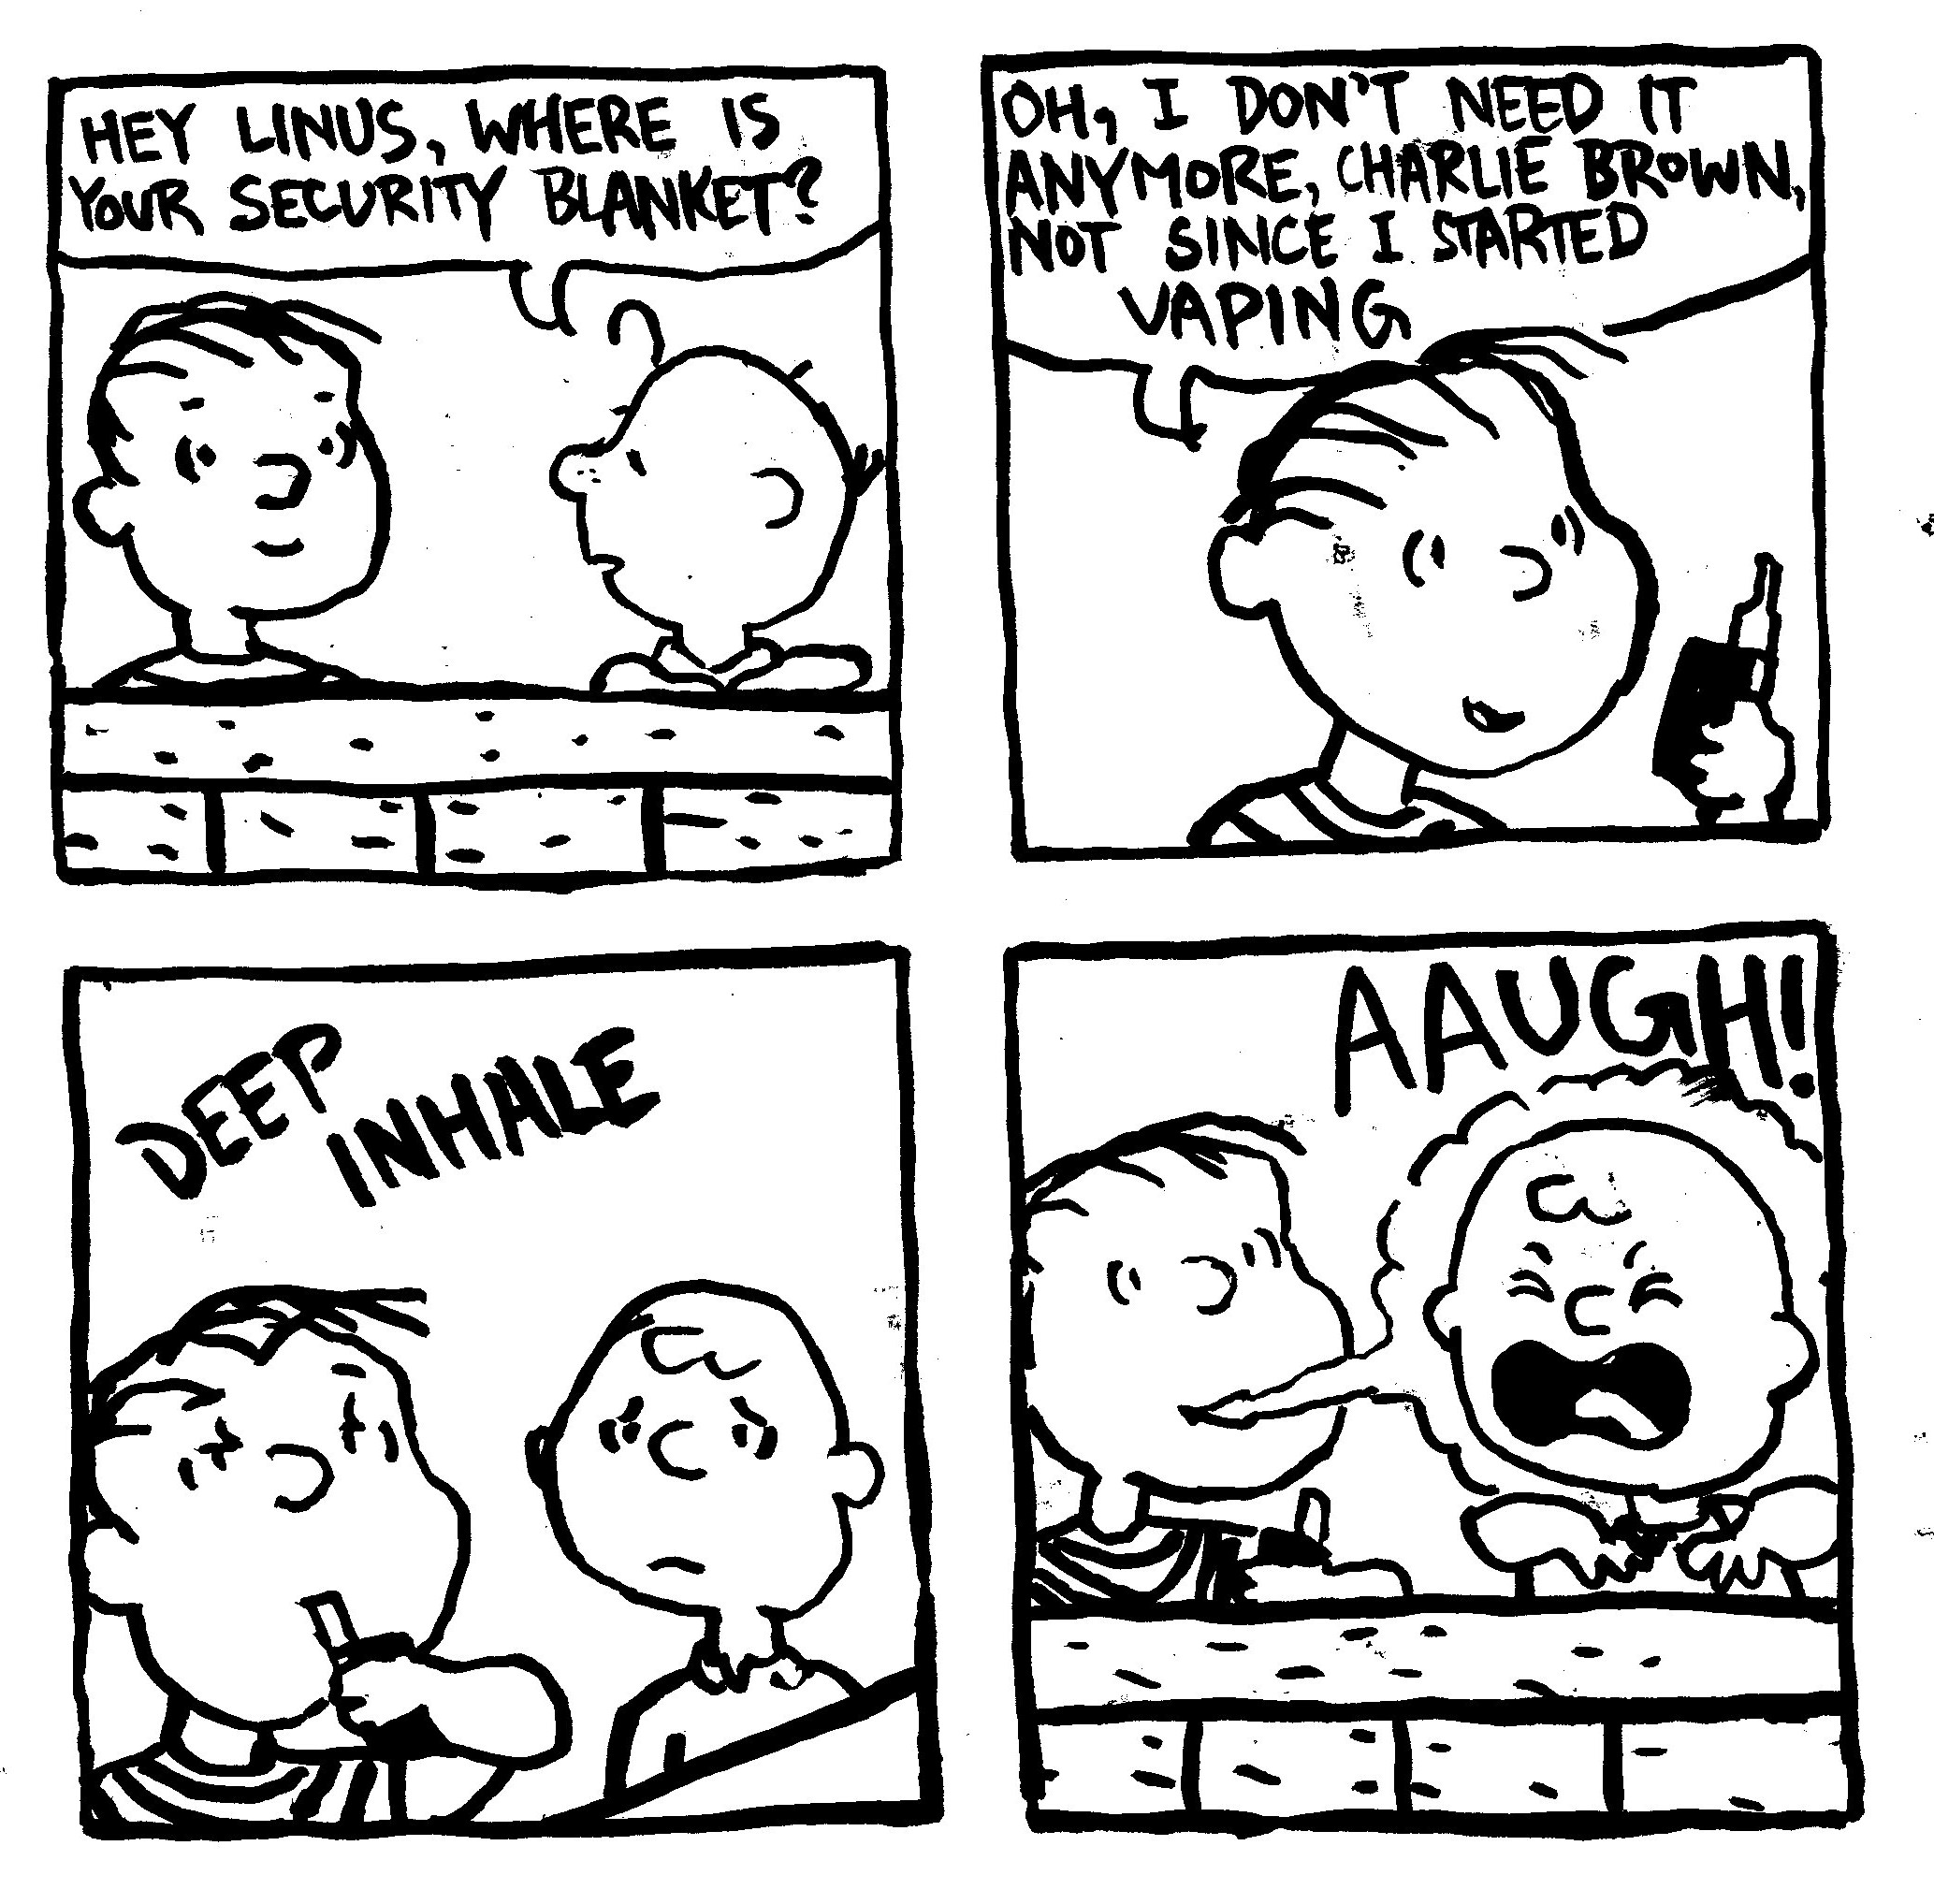 HEY LINUS, WHERE IS
YOUR SECURITY BLANKET?
OH, I DON'T NEED IT
ANYMORE, CHARLIE BROWN,
NOT SINCE I STARTED
VAPING
DEEP
INHALE
AAUGH!